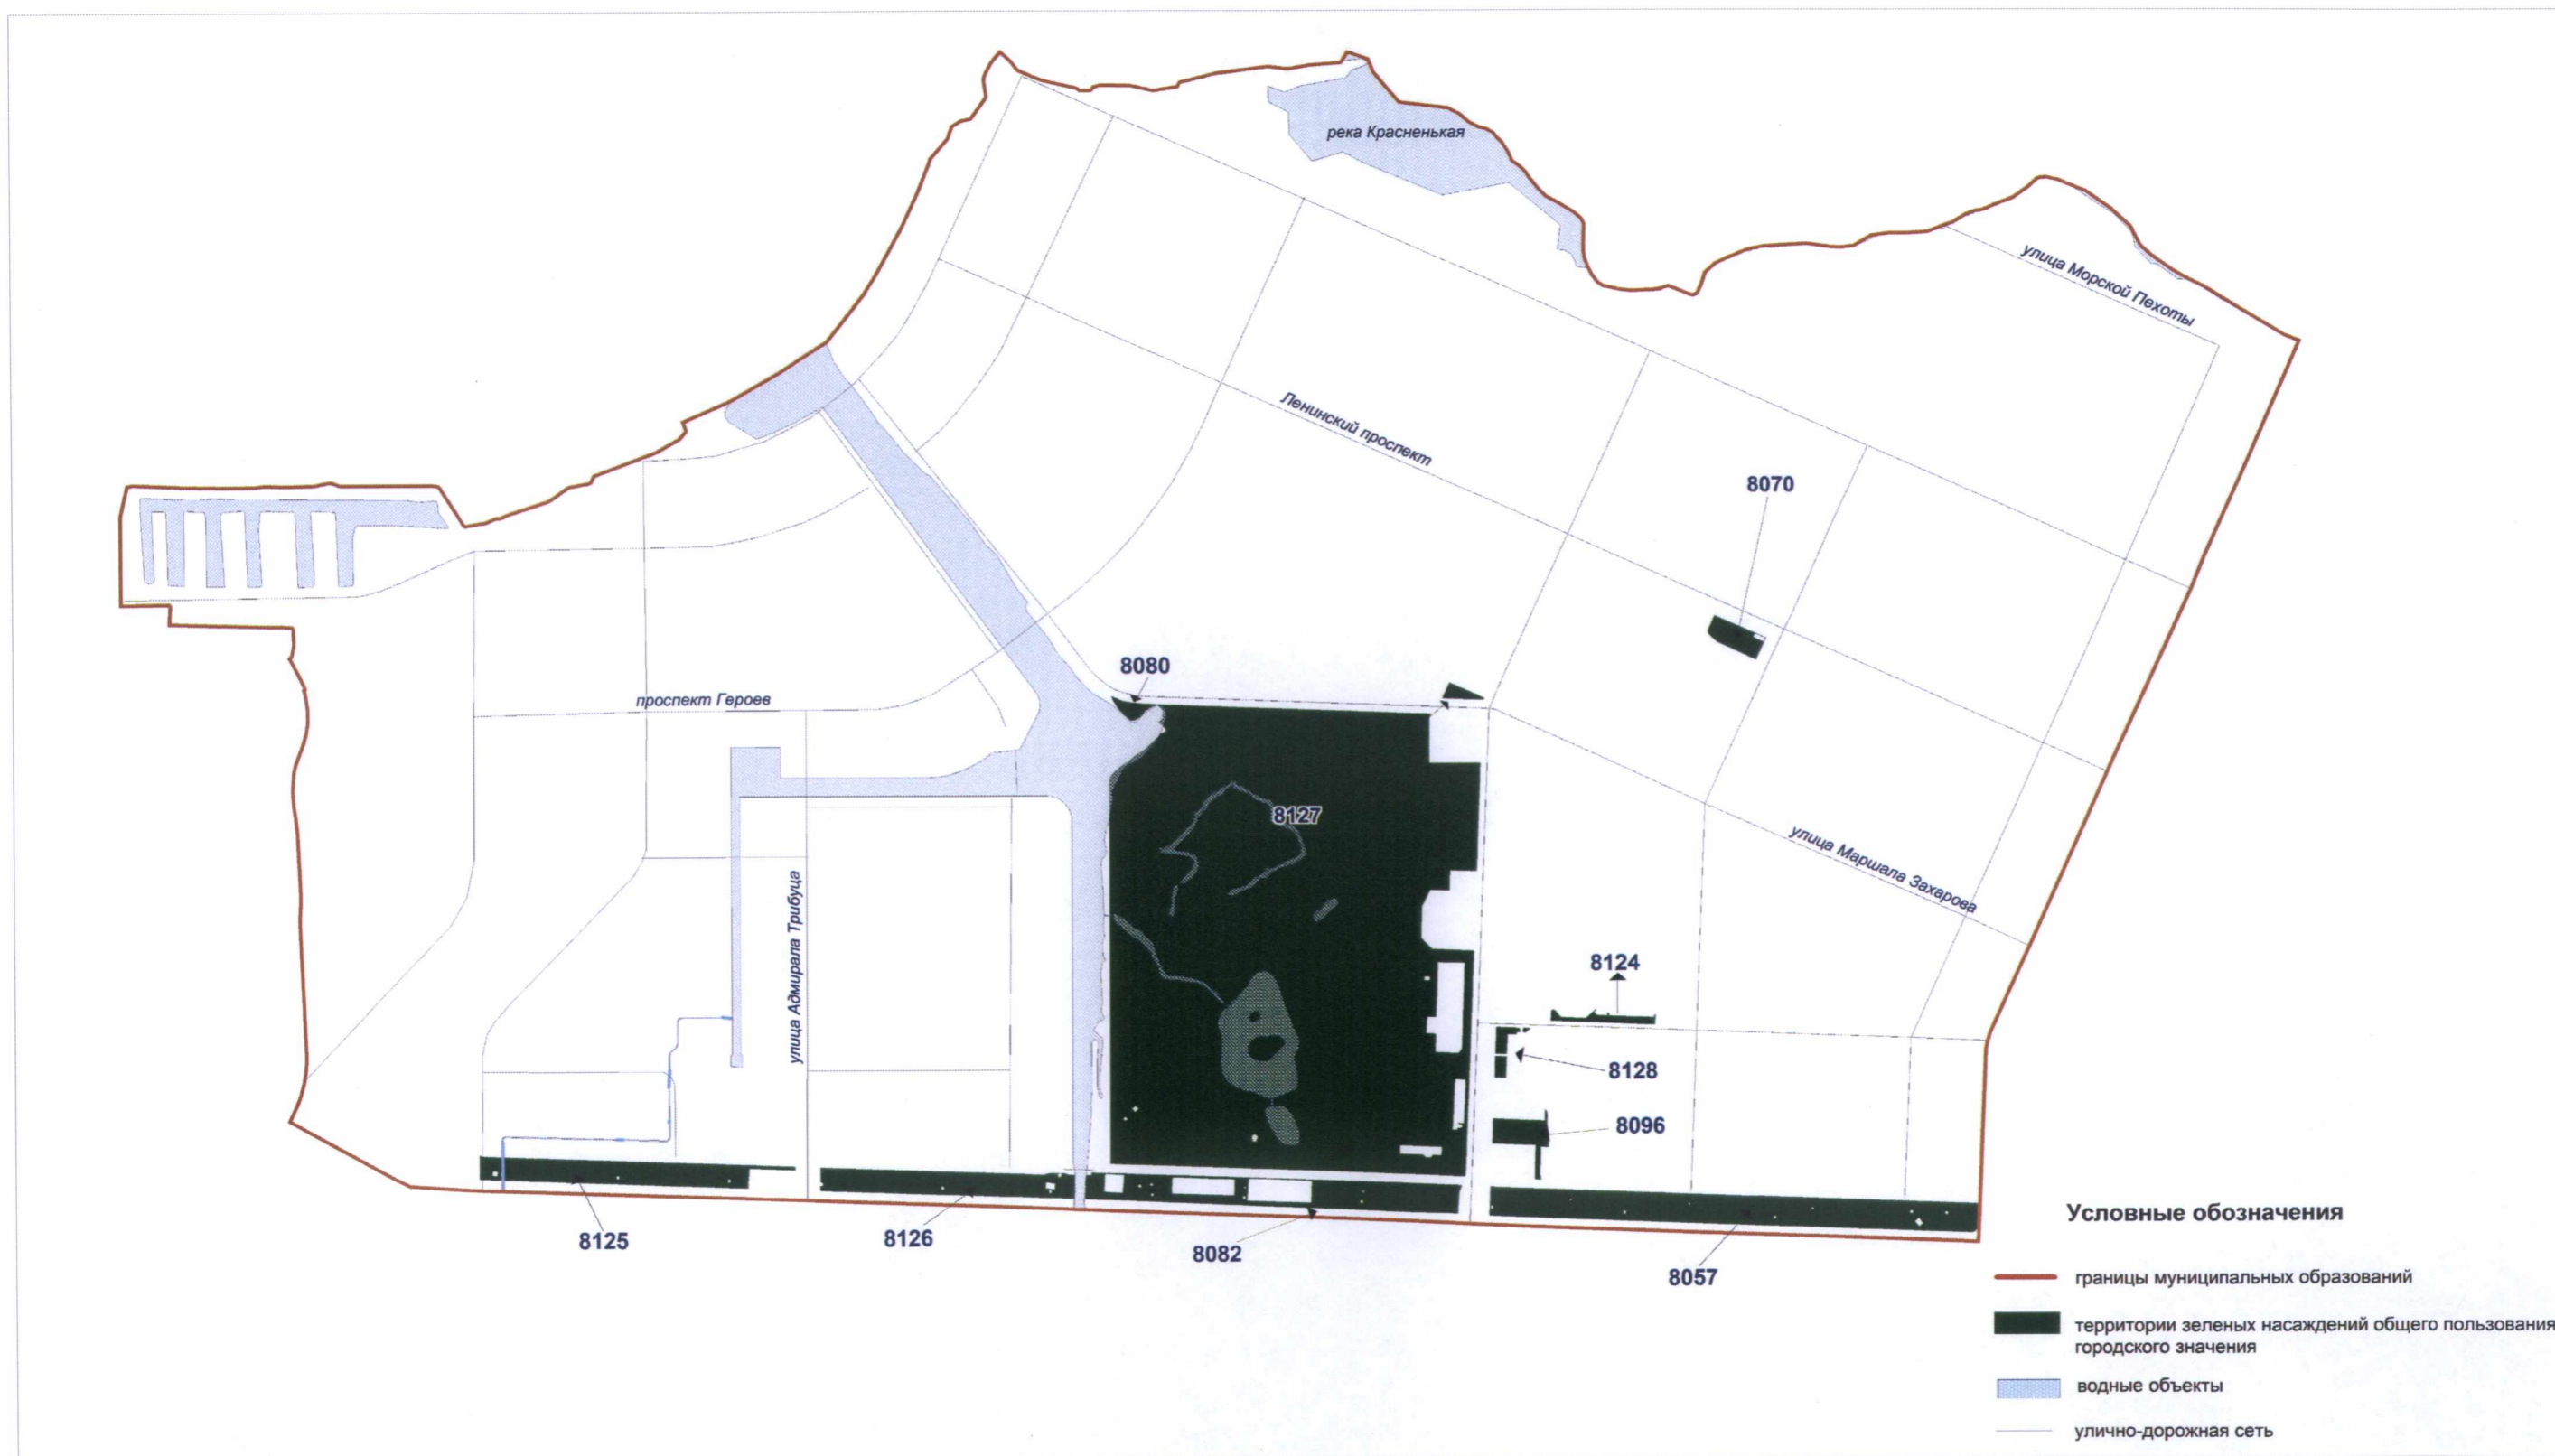 река Красненькая
улица Морской Пехоты
Ленинский проспект
8070
8080
проспект Героев
8127
улица Маршала Захарова
улица Адмирала Трибуца
8124
8128
8096
8125
8126
8082
8057
Условные обозначения
границы муниципальных образований
территории зеленых насаждений общего пользования
городского значения
водные объекты
улично-дорожная сеть